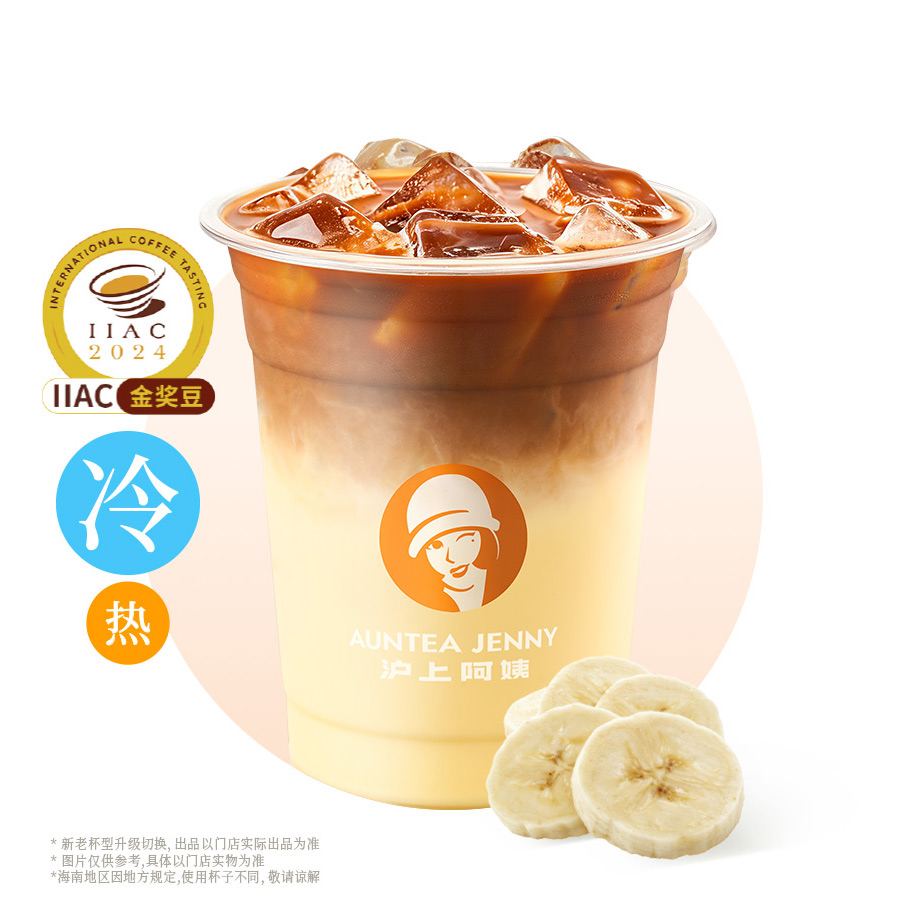 INTERNATIONAL COFFEE TASTING
IIAC
2024
IIAC 金奖豆
冷
热
AUNTEA JENNY
沪上阿姨
* 新老杯型升级切换, 出品以门店实际出品为准
* 图片仅供参考,具体以门店实物为准
*海南地区因地方规定,使用杯子不同, 敬请谅解